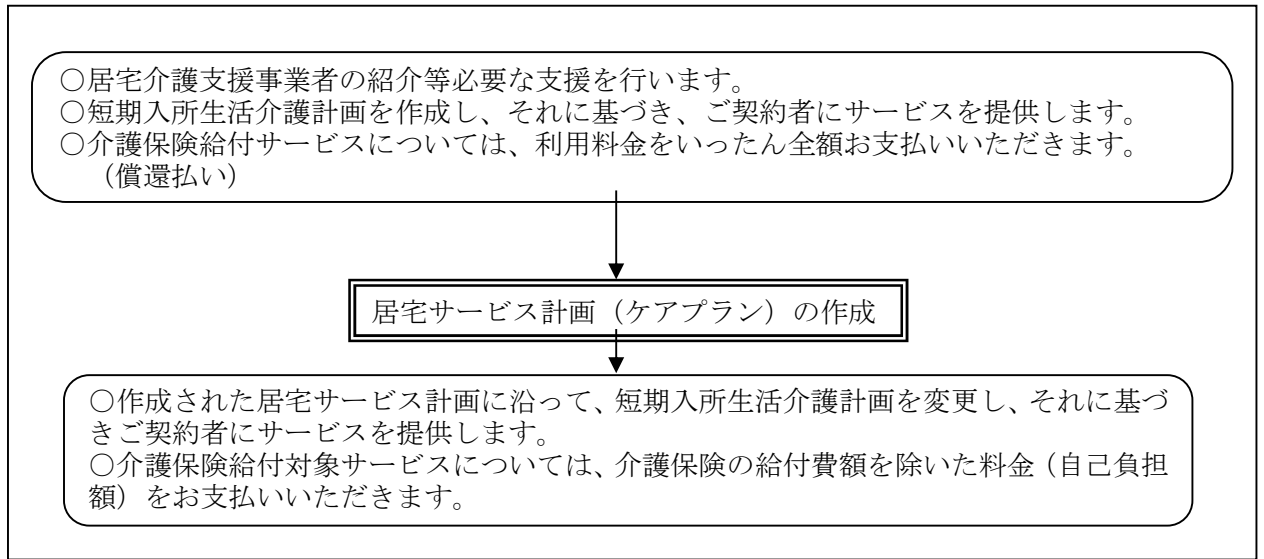 ○居宅介護支援事業者の紹介等必要な支援を行います。
○短期入所生活介護計画を作成し、それに基づき、ご契約者にサービスを提供します。
○介護保険給付サービスについては、利用料金をいったん全額お支払いいただきます。
（償還払い）
居宅サービス計画（ケアプラン）の作成
○作成された居宅サービス計画に沿って、短期入所生活介護計画を変更し、それに基づ
きご契約者にサービスを提供します。
○介護保険給付対象サービスについては、介護保険の給付費額を除いた料金（自己負担
額）をお支払いいただきます。